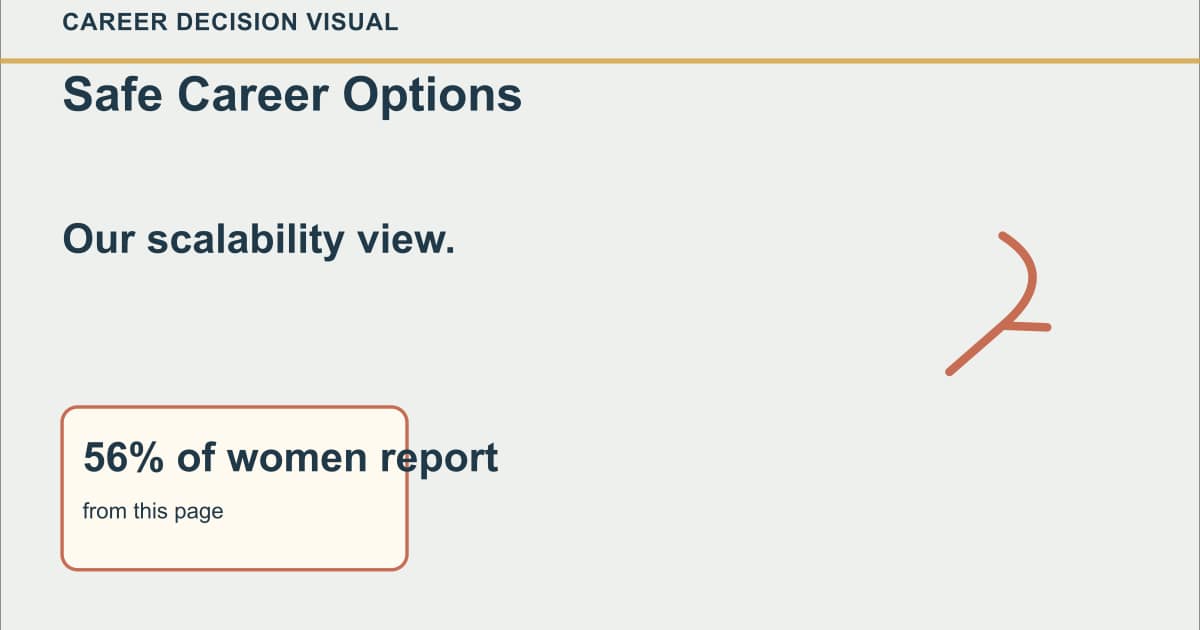 CAREER DECISION VISUAL
Safe Career Options
Our scalability view.
56% of women report
from this page